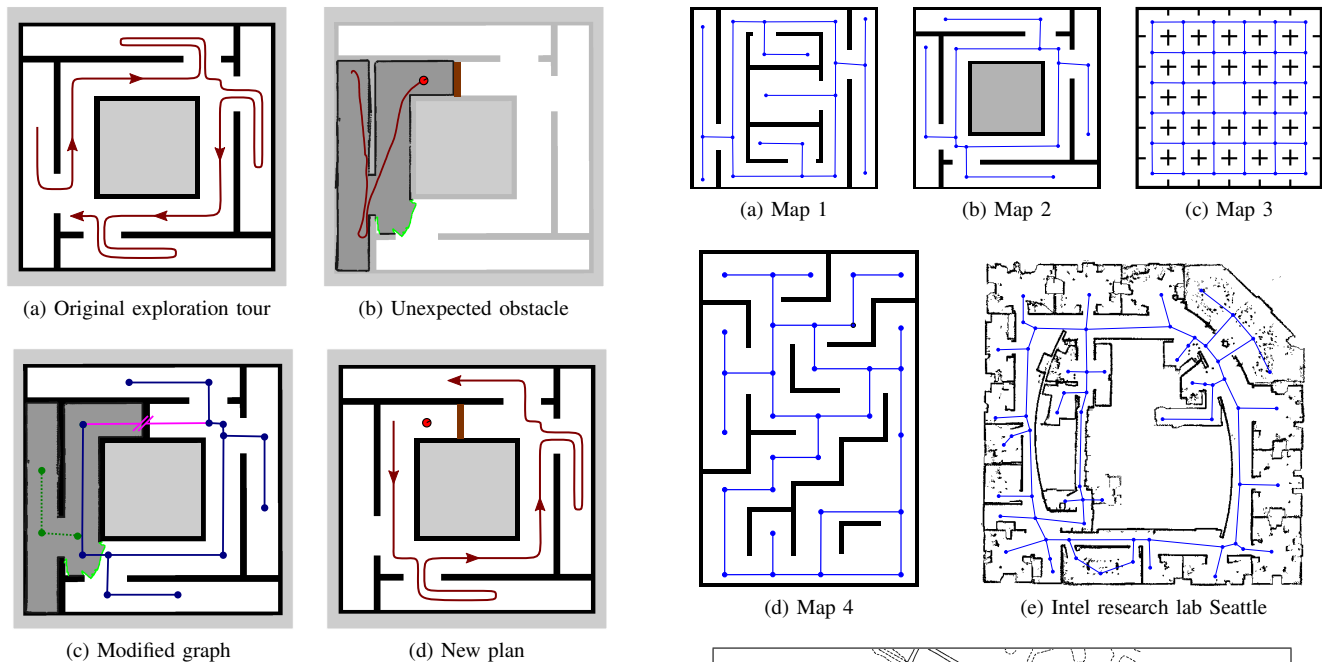 (a) Original exploration tour
(b) Unexpected obstacle
(c) Modified graph
(d) New plan
(a) Map 1
(b) Map 2
(c) Map 3
(d) Map 4
(e) Intel research lab Seattle